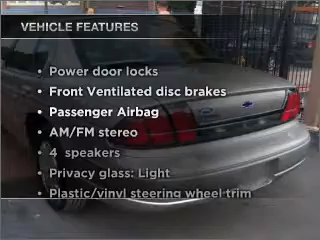 VEHICLE FEATURES
• Power door locks
• Front Ventilated disc brakes
• Passenger Airbag
• AM/FM stereo
• 4 speakers
• Privacy glass: Light
• Plastic/vinyl steering wheel trim